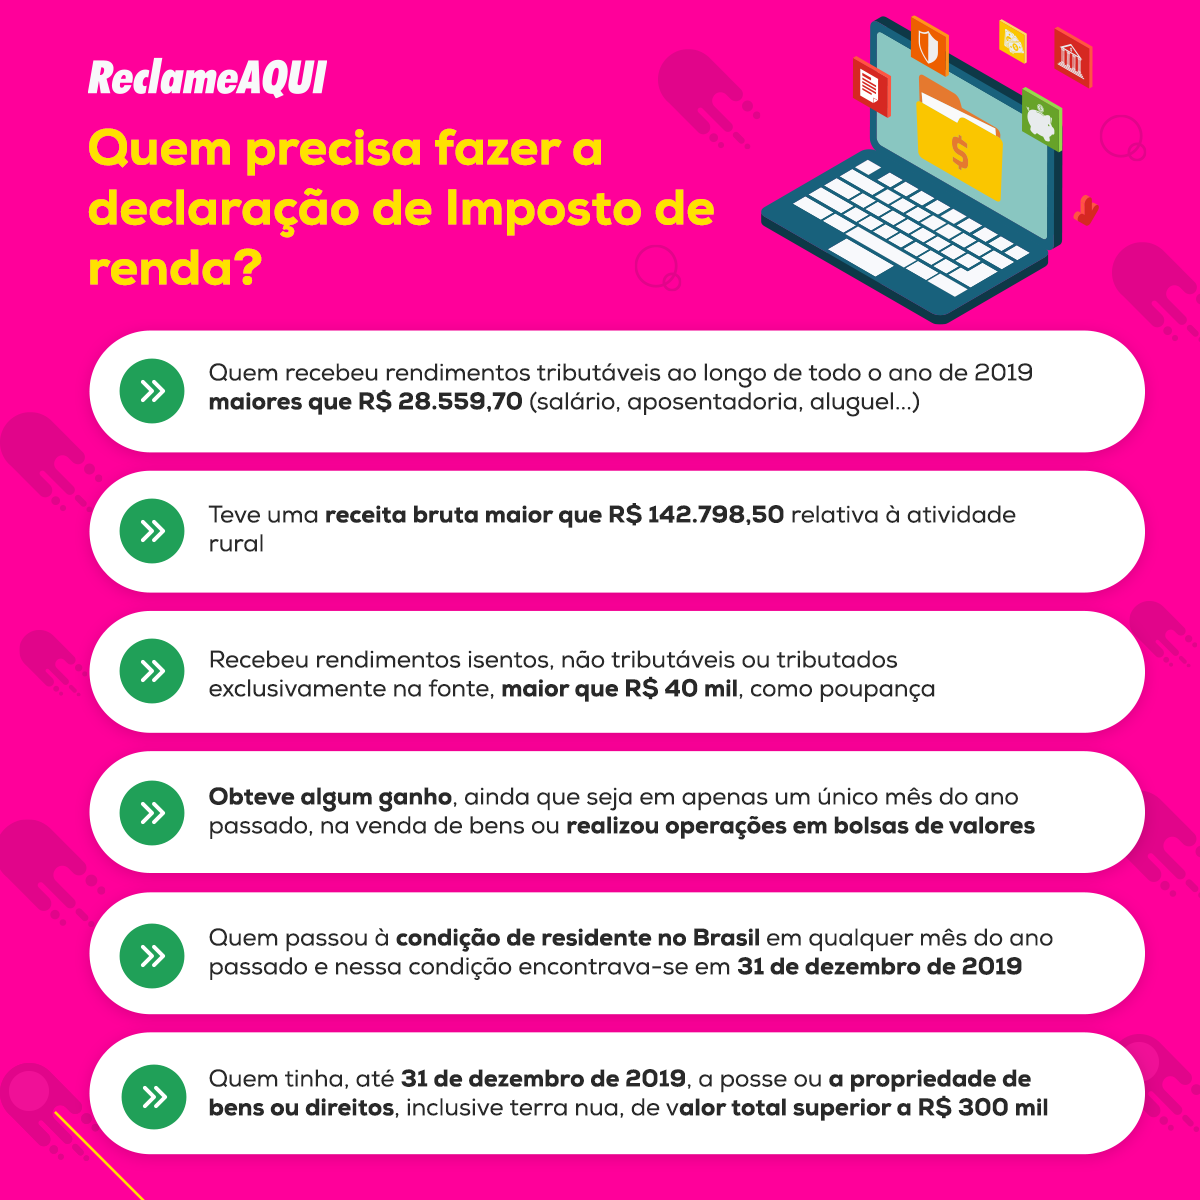 ReclameAQUI
Quem precisa fazer a
declaração de Imposto de
renda?
Quem recebeu rendimentos tributáveis ao longo de todo o ano de 2019
maiores que R$ 28.559,70 (salário, aposentadoria, aluguel...)
Teve uma receita bruta maior que R$ 142.798,50 relativa à atividade
rural
Recebeu rendimentos isentos, não tributáveis ou tributados
exclusivamente na fonte, maior que R$ 40 mil, como poupança
Obteve algum ganho, ainda que seja em apenas um único mês do ano
passado, na venda de bens ou realizou operações em bolsas de valores
Quem passou à condição de residente no Brasil em qualquer mês do ano
passado e nessa condição encontrava-se em 31 de dezembro de 2019
Quem tinha, até 31 de dezembro de 2019, a posse ou a propriedade de
bens ou direitos, inclusive terra nua, de valor total superior a R$ 300 mil